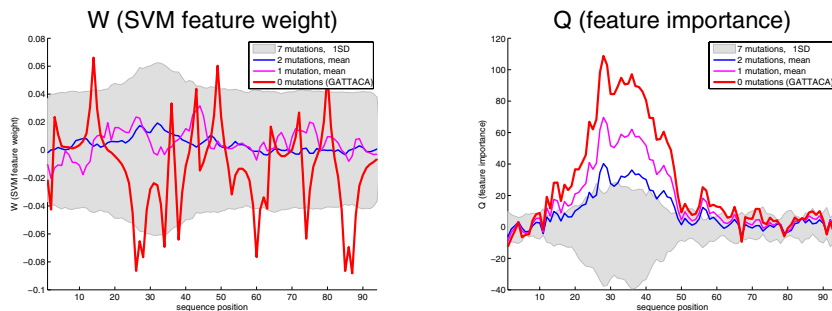 W (SVM feature weight)
0.08
0.06
0.04
0.02
0
−0.02
−0.04
−0.06
−0.08
−0.1
W (SVM feature weight)
7 mutations, 1SD
2 mutations, mean
1 mutation, mean
0 mutations (GATTACA)
10 20 30 40 50 60 70 80 90
sequence position
Q (feature importance)
120
100
80
60
40
20
0
−20
−40
Q (feature importance)
7 mutations, 1SD
2 mutations, mean
1 mutation, mean
0 mutations (GATTACA)
10 20 30 40 50 60 70 80 90
sequence position